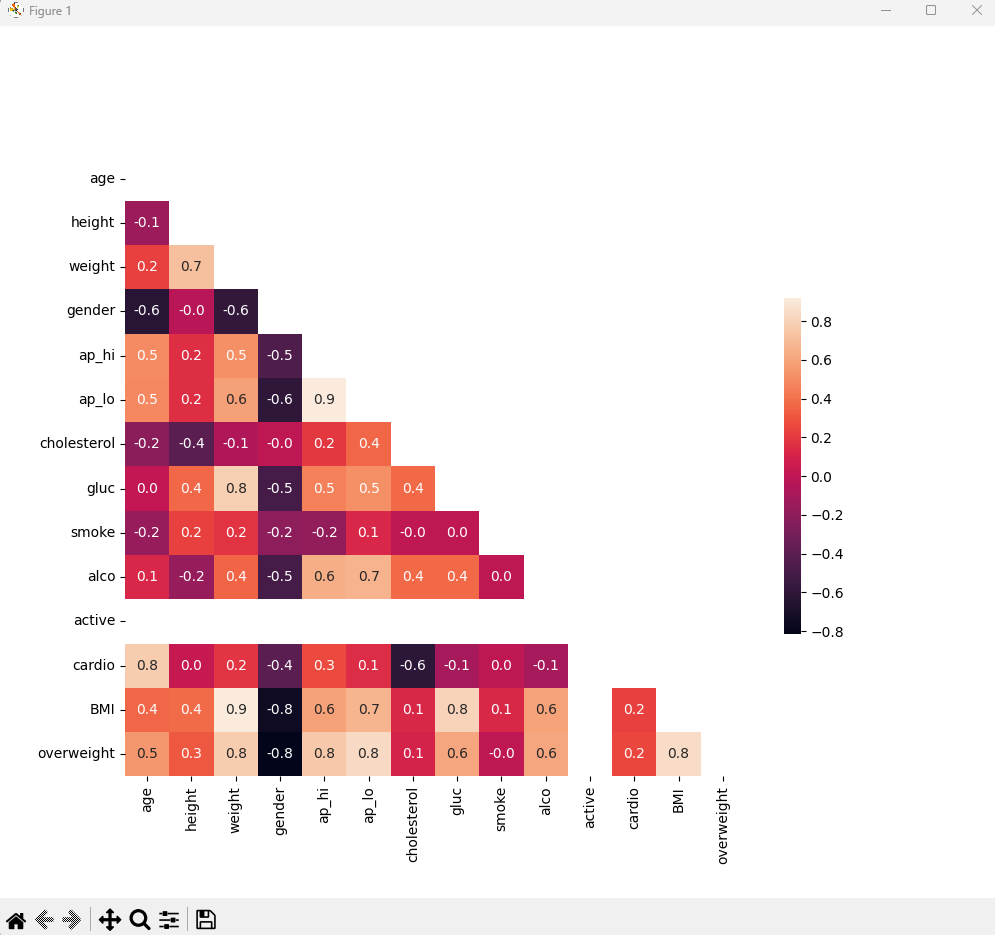 Figure 1
age
height -0.1
weight 0.2 0.7
gender -0.6 -0.0 -0.6
ap_hi 0.5 0.2 0.5 -0.5
ap_lo 0.5 0.2 0.6 -0.6 0.9
cholesterol -0.2 -0.4 -0.1 -0.0 0.2 0.4
gluc 0.0 0.4 0.8 -0.5 0.5 0.5 0.4
smoke -0.2 0.2 0.2 -0.2 -0.2 0.1 -0.0 0.0
alco 0.1 -0.2 0.4 -0.5 0.6 0.7 0.4 0.4 0.0
active
cardio 0.8 0.0 0.2 -0.4 0.3 0.1 -0.6 -0.1 0.0 -0.1
BMI 0.4 0.4 0.9 -0.8 0.6 0.7 0.1 0.8 0.1 0.6 0.2
overweight 0.5 0.3 0.8 -0.8 0.8 0.8 0.1 0.6 -0.0 0.6 0.2 0.8
age height weight gender ap_hi ap_lo cholesterol gluc smoke alco active cardio BMI overweight
0.8
0.6
0.4
0.2
0.0
−0.2
−0.4
−0.6
−0.8